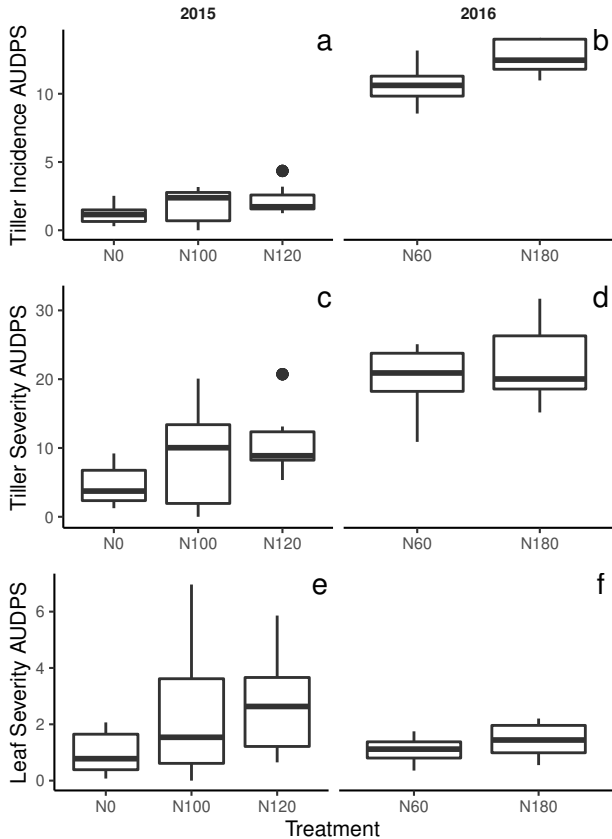 2015 2016
Tiller Incidence AUDPS
a b
10
5
0
N0 N100 N120 N60 N180
Tiller Severity AUDPS
c d
30
20
10
0
N0 N100 N120 N60 N180
Leaf Severity AUDPS
e f
6
4
2
0
N0 N100 N120 N60 N180
Treatment